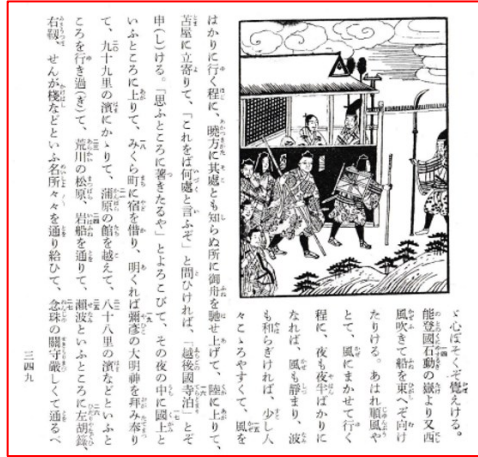 ゝ心ぼそくぞ覺えける。
能登國石動の嶽より又西
風吹きて船を東へぞ向け
たりける。あはれ順風や
とて、風にまかせて行く
程に、夜も夜半ばかりに
なれば、風も靜まり、波
も和らぎければ、少し人
々こゝろやすくて、風を
はかりに行く程に、曉方に其處とも知らぬ所に御舟を馳せ上げて、陸に上りて、
苫屋に立寄りて、「これをば何處と言ふぞ」と問ひければ、「越後國寺泊」とぞ
申(し)ける。「思ふところに著きたるや」とよろこびて、その夜の中に國上と
いふところに上りて、みくら町に宿を借り、明くれば彌彥の大明神を拜み奉り
て、九十九里の濱にかゝりて、蒲原の館を越えて、八十八里の濱などといふと
ころを行き過(き)て、荒川の松原、岩船を通りて、瀨波といふところに左胡籙、
右靱、せんが棧などといふ名所々々を通り給ひて、念珠の關守嚴しくて通るべ
三四九